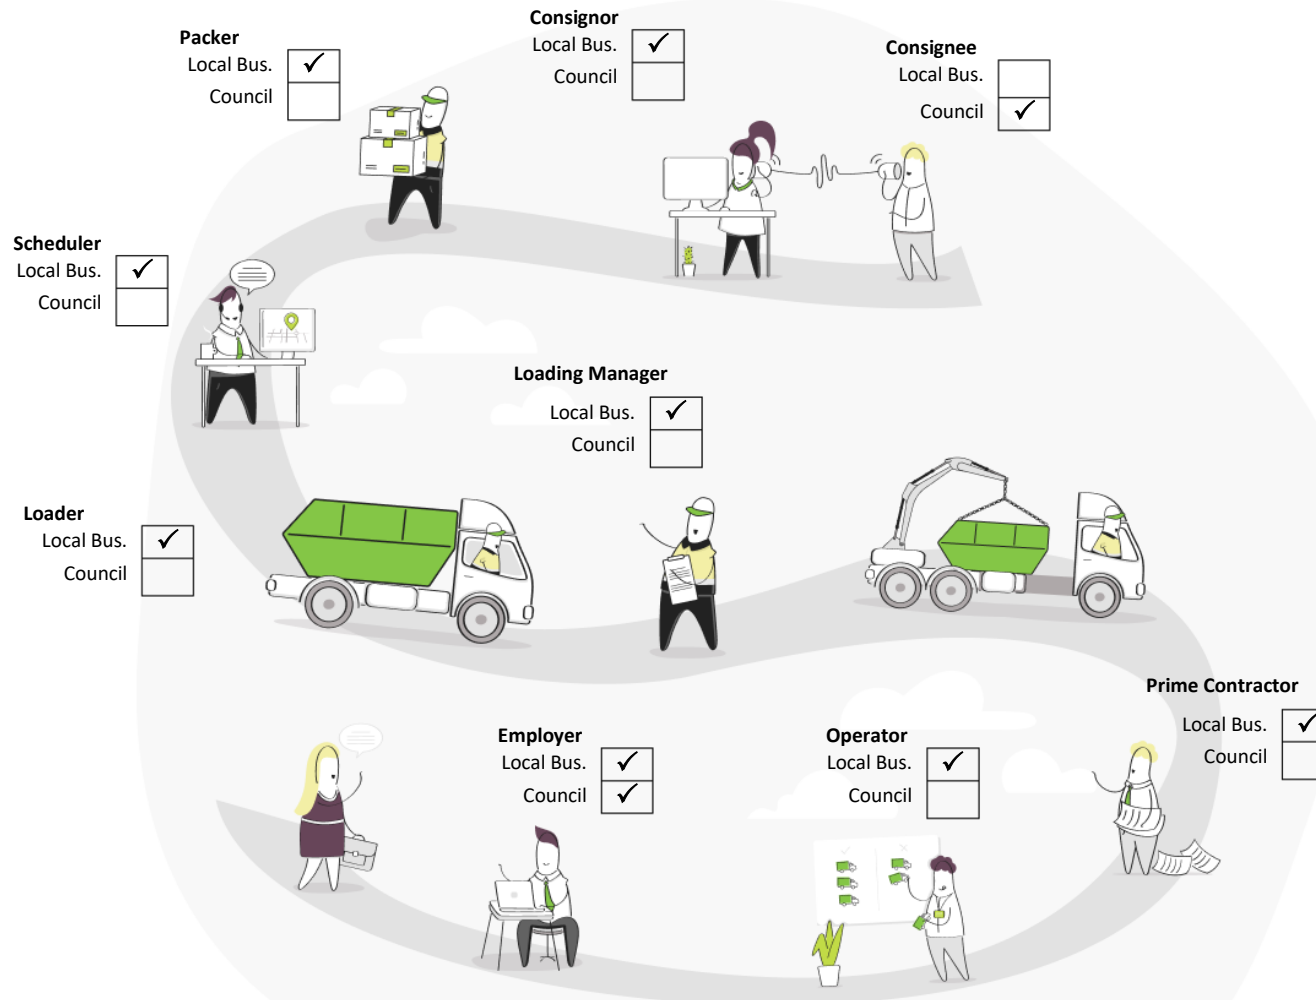 Packer
Local Bus. ✓
Council
Consignor
Local Bus. ✓
Council
Consignee
Local Bus.
Council ✓
Scheduler
Local Bus. ✓
Council
Loading Manager
Local Bus. ✓
Council
Loader
Local Bus. ✓
Council
Prime Contractor
Local Bus. ✓
Council
Employer
Local Bus. ✓
Council ✓
Operator
Local Bus. ✓
Council